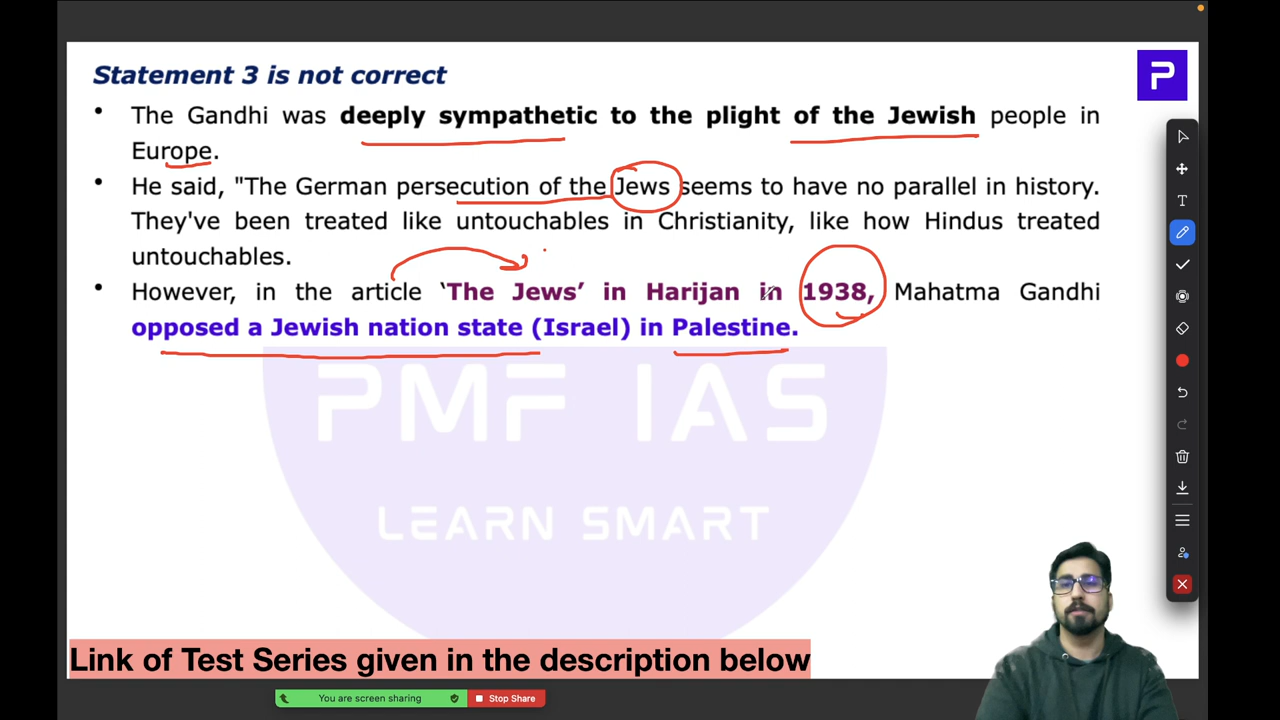 Statement 3 is not correct
P
• The Gandhi was deeply sympathetic to the plight of the Jewish people in
Europe.
• He said, "The German persecution of the Jews seems to have no parallel in history.
They've been treated like untouchables in Christianity, like how Hindus treated
untouchables.
• However, in the article ‘The Jews’ in Harijan in 1938, Mahatma Gandhi
opposed a Jewish nation state (Israel) in Palestine.
PMF IAS
LEARN SMART
Link of Test Series given in the description below
You are screen sharing Stop Share
T